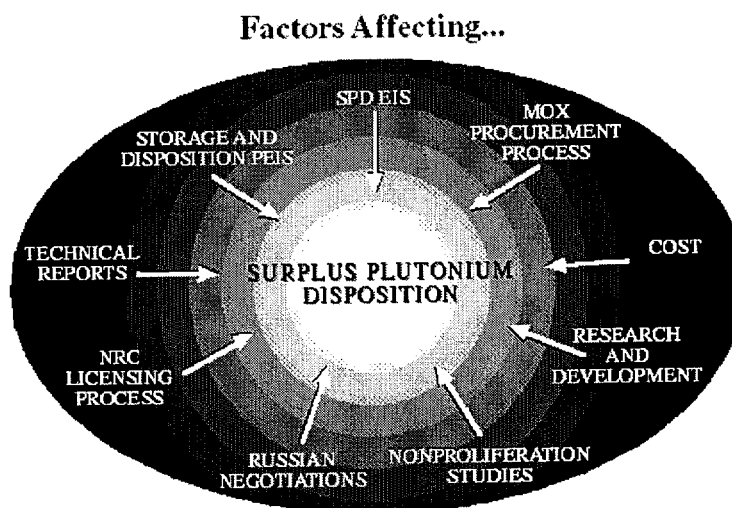 Factors Affecting...
SPD EIS
MOX
PROCUREMENT
PROCESS
STORAGE AND
DISPOSITION PEIS
TECHNICAL
REPORTS
SURPLUS PLUTONIUM
DISPOSITION
COST
NRC
LICENSING
PROCESS
RESEARCH
AND
DEVELOPMENT
RUSSIAN
NEGOTIATIONS
NONPROLIFERATION
STUDIES